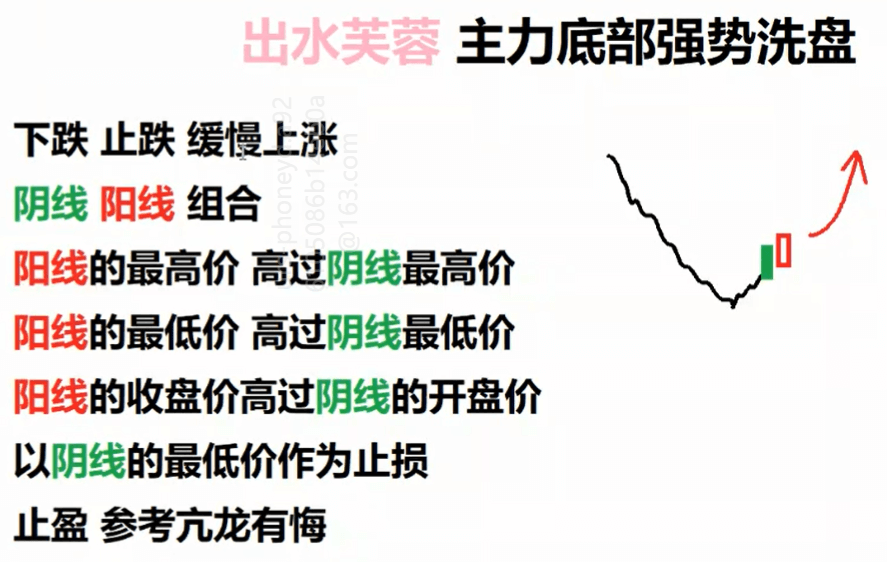 出水芙蓉 主力底部强势洗盘
下跌 止跌 缓慢上涨
阴线 阳线 组合
阳线的最高价 高过阴线最高价
阳线的最低价 高过阴线最低价
阳线的收盘价高过阴线的开盘价
以阴线的最低价作为止损
止盈 参考亢龙有悔
@163.com